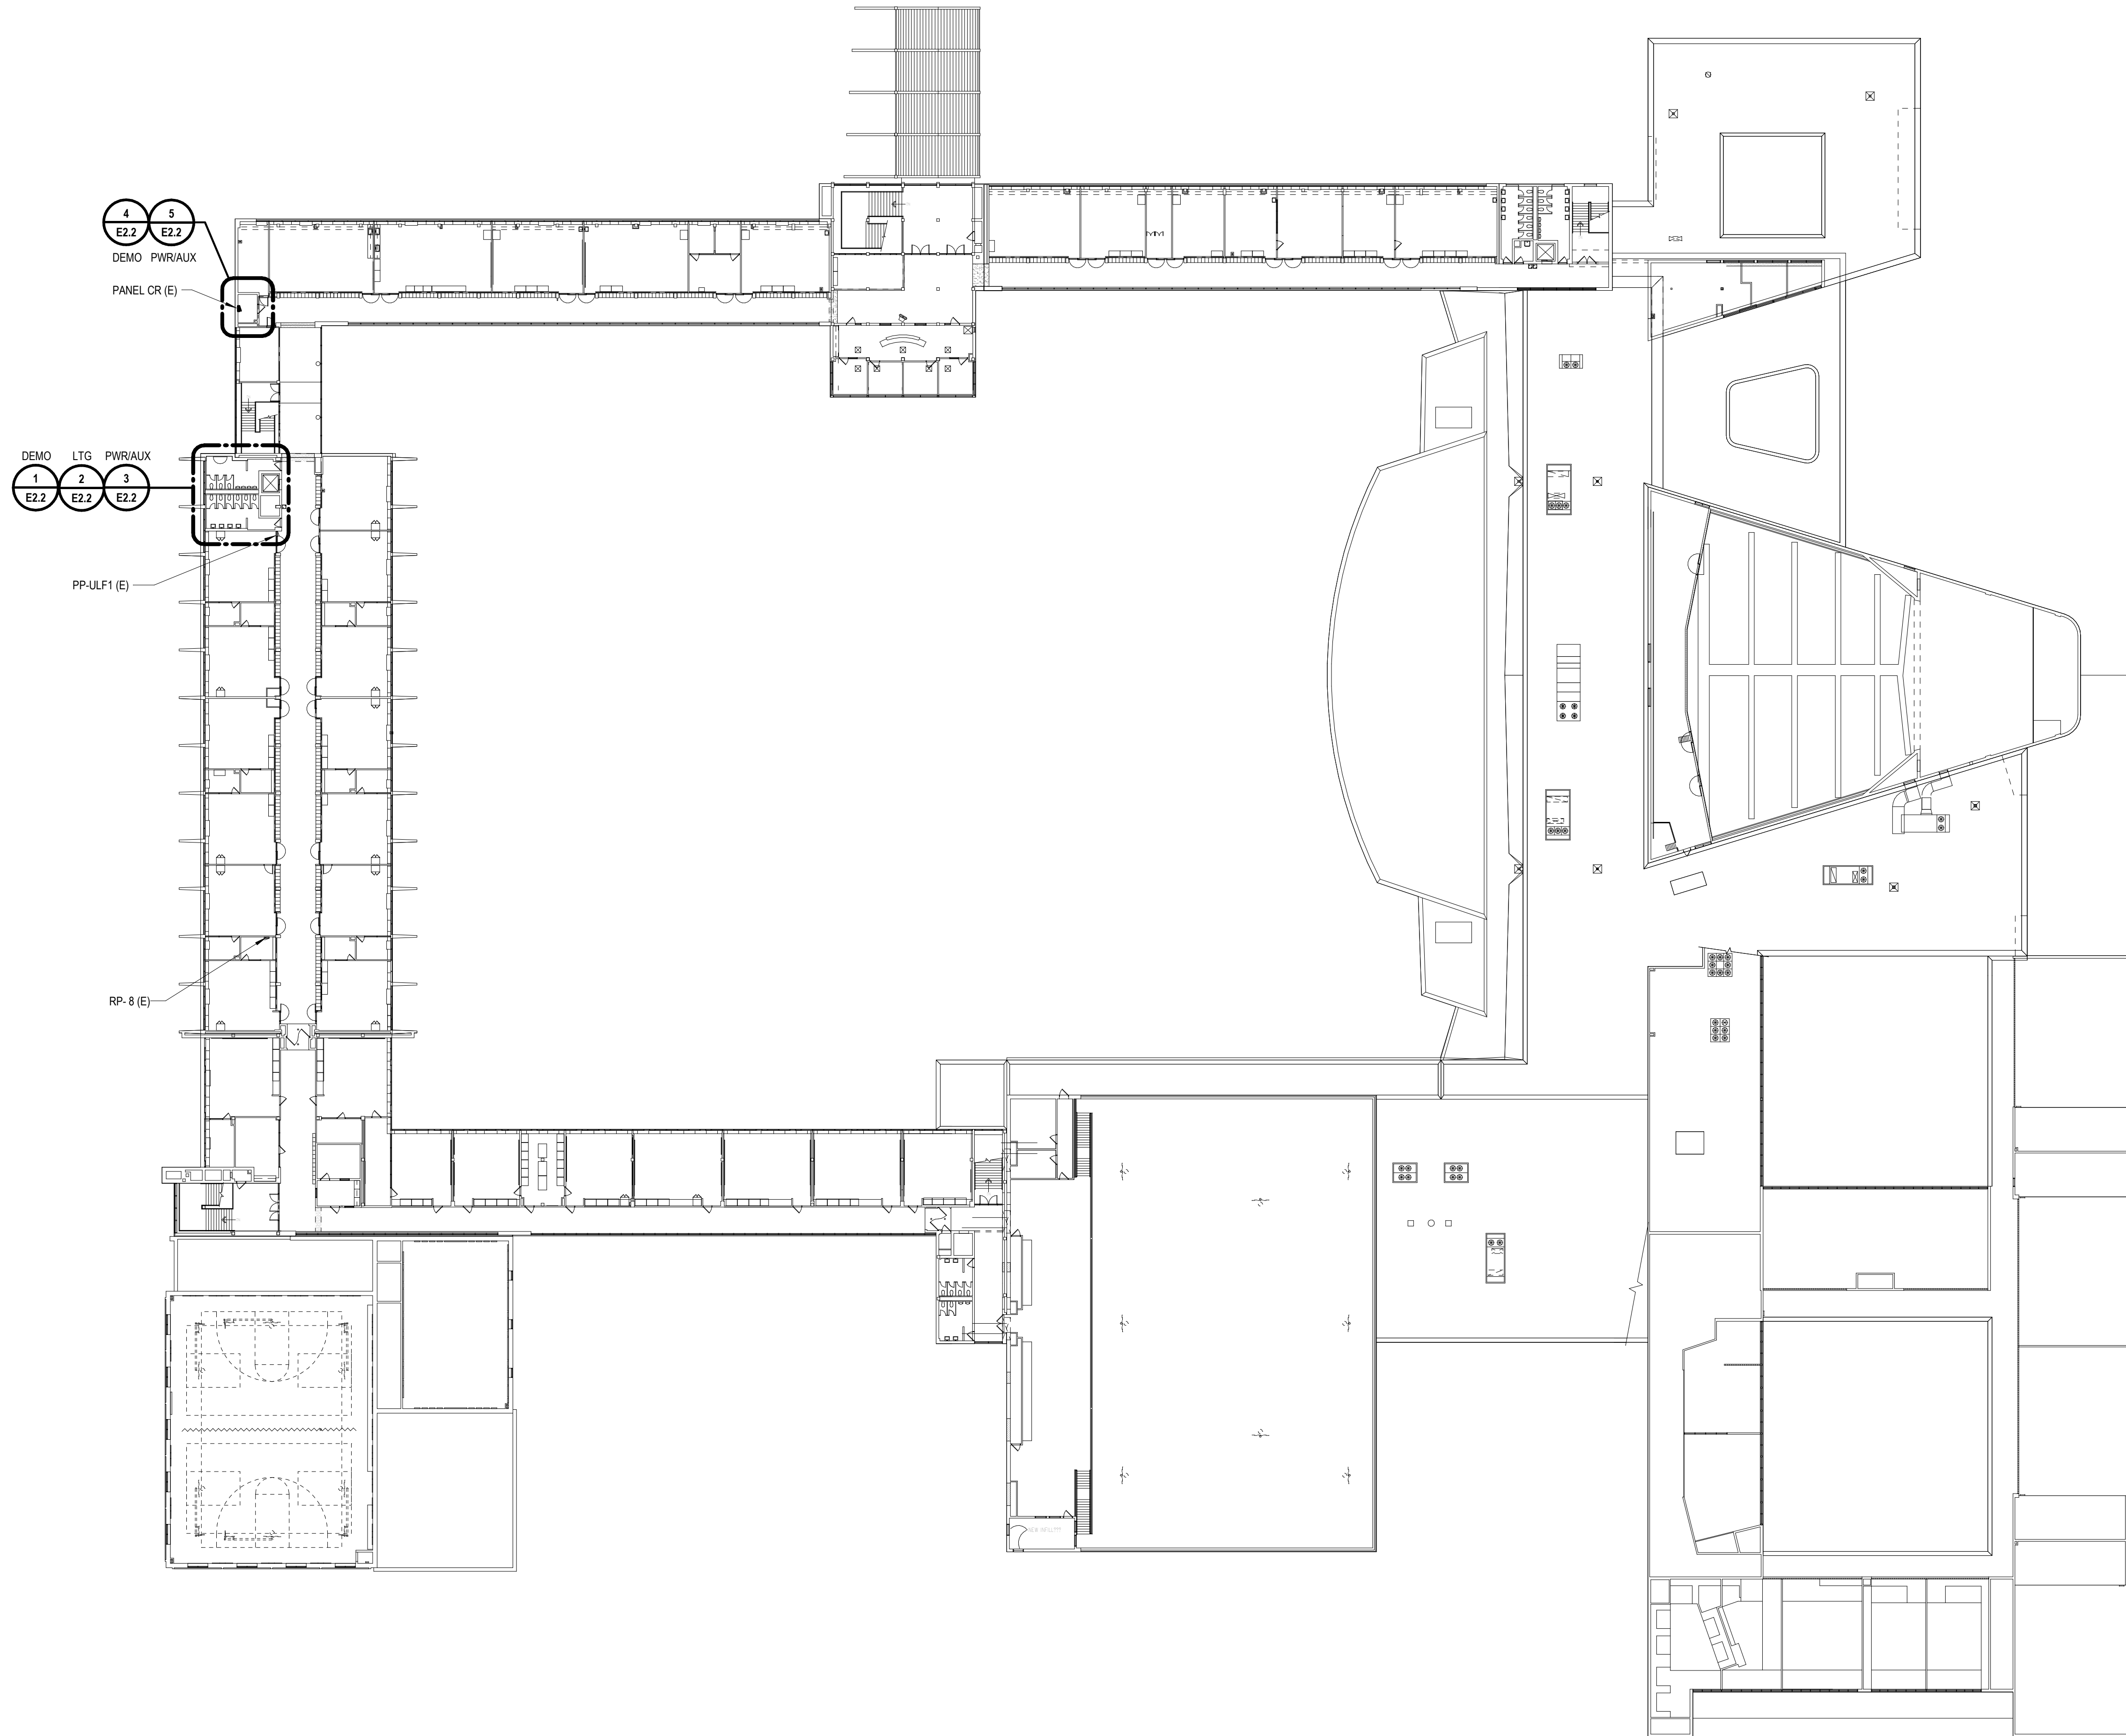 4 5
E2.2 E2.2
DEMO PWR/AUX
PANEL CR (E)
DEMO LTG PWR/AUX
1 2 3
E2.2 E2.2 E2.2
PP-ULF1 (E)
RP- 8 (E)